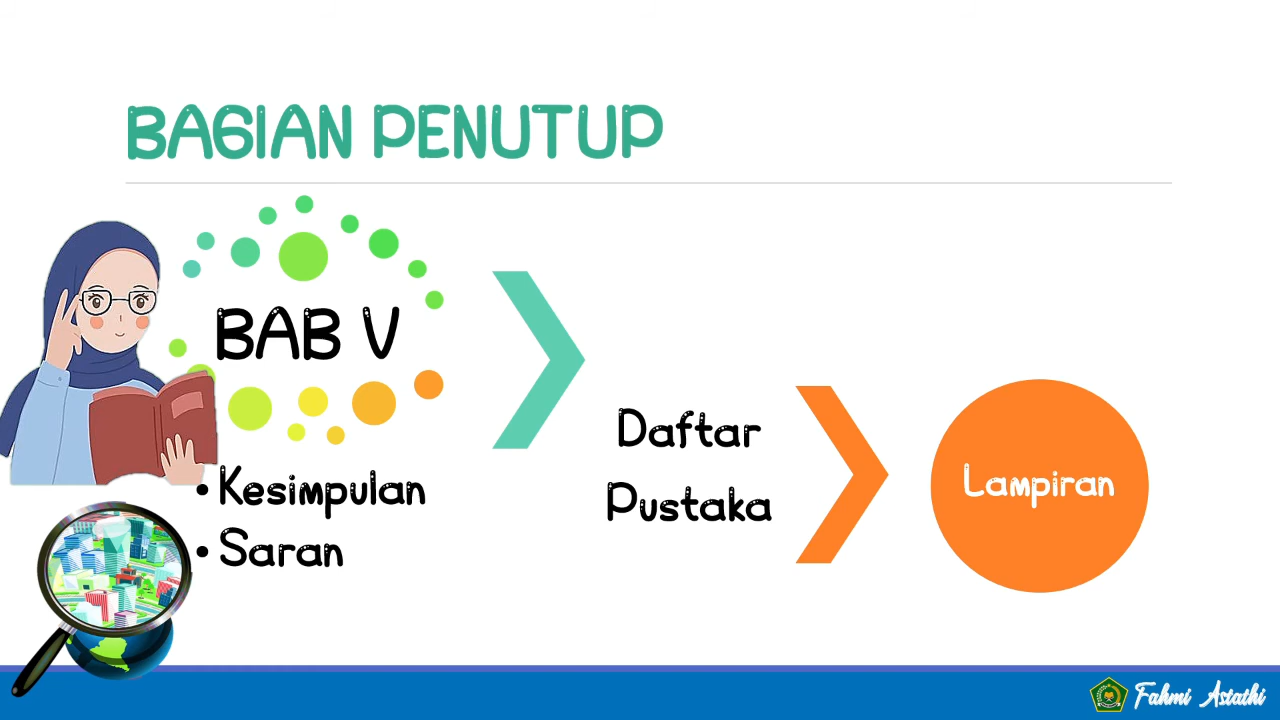 BAGIAN PENUTUP
BAB V
• Kesimpulan
• Saran
Daftar
Pustaka
Lampiran
Fahmi Astathi